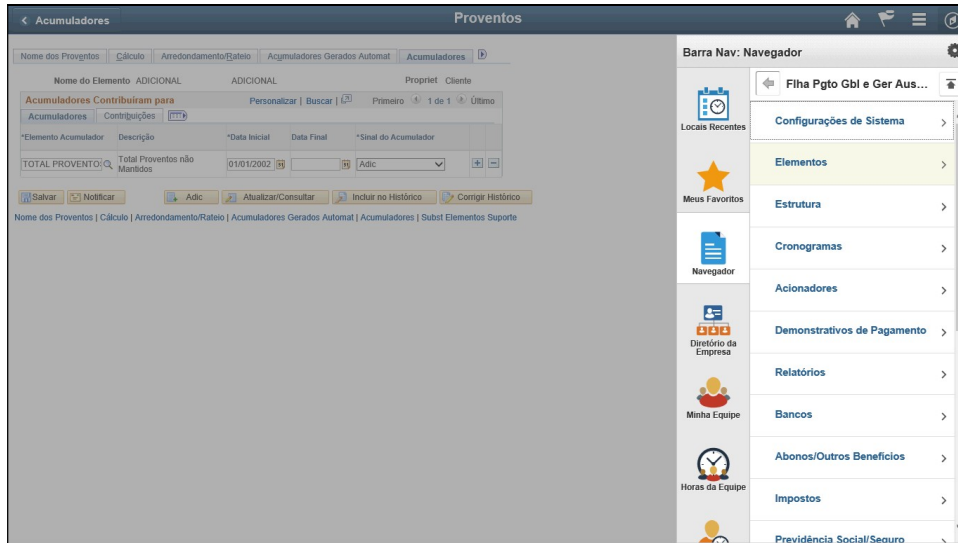 Acumuladores
Proventos
Nome dos Proventos
Cálculo
Arredondamento/Rateio
Acumuladores Gerados Automat
Acumuladores
Nome do Elemento ADICIONAL
ADICIONAL
Propriet Cliente
Acumuladores Contribuíram para
Personalizar | Buscar |
Primeiro 1 de 1 Último
Acumuladores
Contribuições
*Elemento Acumulador
Descrição
*Data Inicial
Data Final
*Sinal do Acumulador
TOTAL PROVENTO
Total Proventos não
Mantidos
01/01/2002
Adic
Salvar
Notificar
Adic
Atualizar/Consultar
Incluir no Histórico
Corrigir Histórico
Nome dos Proventos | Cálculo | Arredondamento/Rateio | Acumuladores Gerados Automat | Acumuladores | Subst Elementos Suporte
Barra Nav: Navegador
Locais Recentes
Meus Favoritos
Navegador
Diretório da
Empresa
Minha Equipe
Horas da Equipe
Flha Pgto Gbl e Ger Aus...
Configurações de Sistema
Elementos
Estrutura
Cronogramas
Acionadores
Demonstrativos de Pagamento
Relatórios
Bancos
Abonos/Outros Benefícios
Impostos
Previdência Social/Seguro